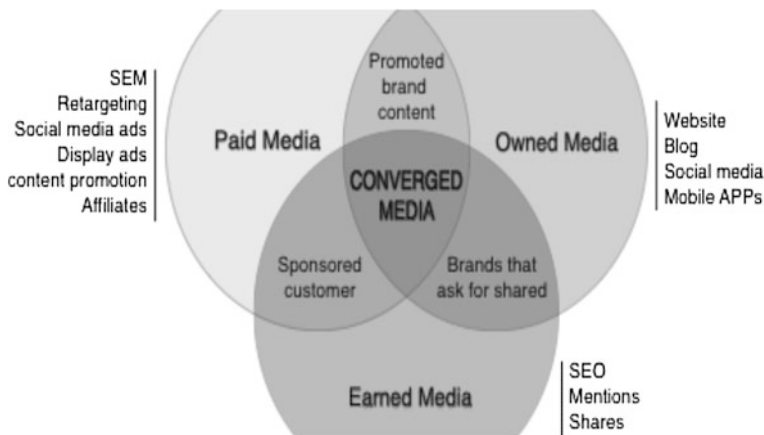 SEM
Retargeting
Social media ads
Display ads
content promotion
Affiliates
Paid Media
Promoted
brand
content
Owned Media
Website
Blog
Social media
Mobile APPs
CONVERGED
MEDIA
Sponsored
customer
Brands that
ask for shared
Earned Media
SEO
Mentions
Shares